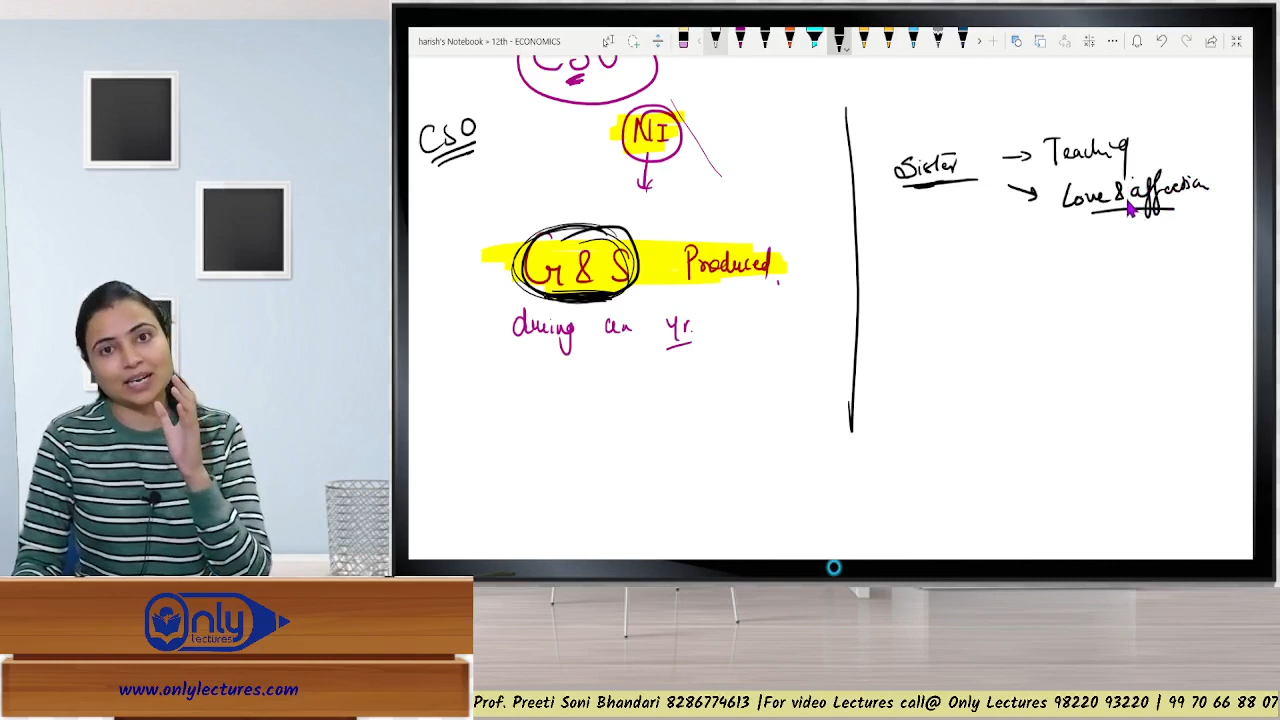 harish's Notebook » 12th - ECONOMICS
CSO
CSO
NI
G & S Produced
during an yr.
Sister → Teaching
→ Love & affection
Only
lectures
www.onlylectures.com
Prof. Preeti Soni Bhandari 8286774613 |For video Lectures call@ Only Lectures 98220 93220 | 99 70 66 88 07